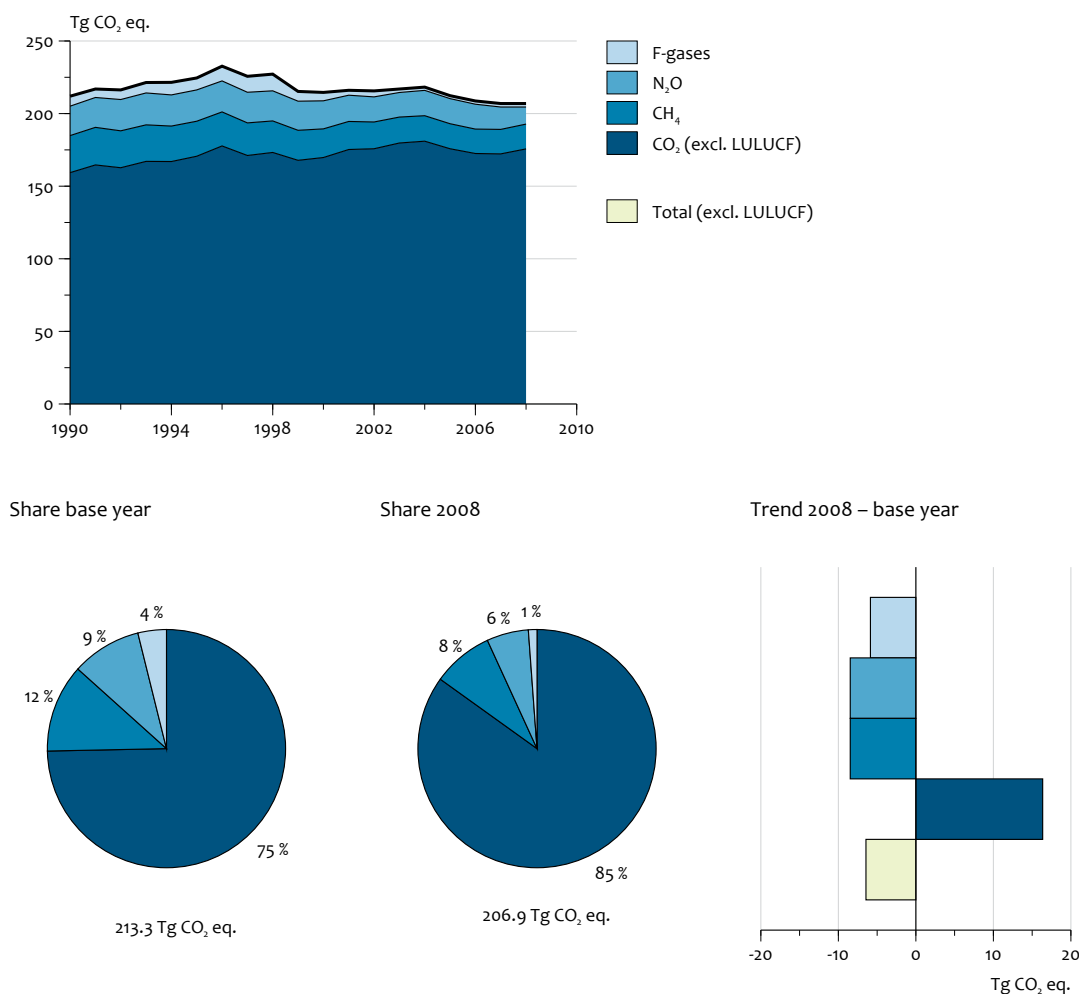 Tg CO₂ eq.
250
200
150
100
50
0
1990 1994 1998 2002 2006 2010
F-gases
N₂O
CH₄
CO₂ (excl. LULUCF)
Total (excl. LULUCF)
Share base year
4 %
9 %
12 %
75 %
213.3 Tg CO₂ eq.
Share 2008
1 %
6 %
8 %
85 %
206.9 Tg CO₂ eq.
Trend 2008 – base year
-20 -10 0 10 20
Tg CO₂ eq.